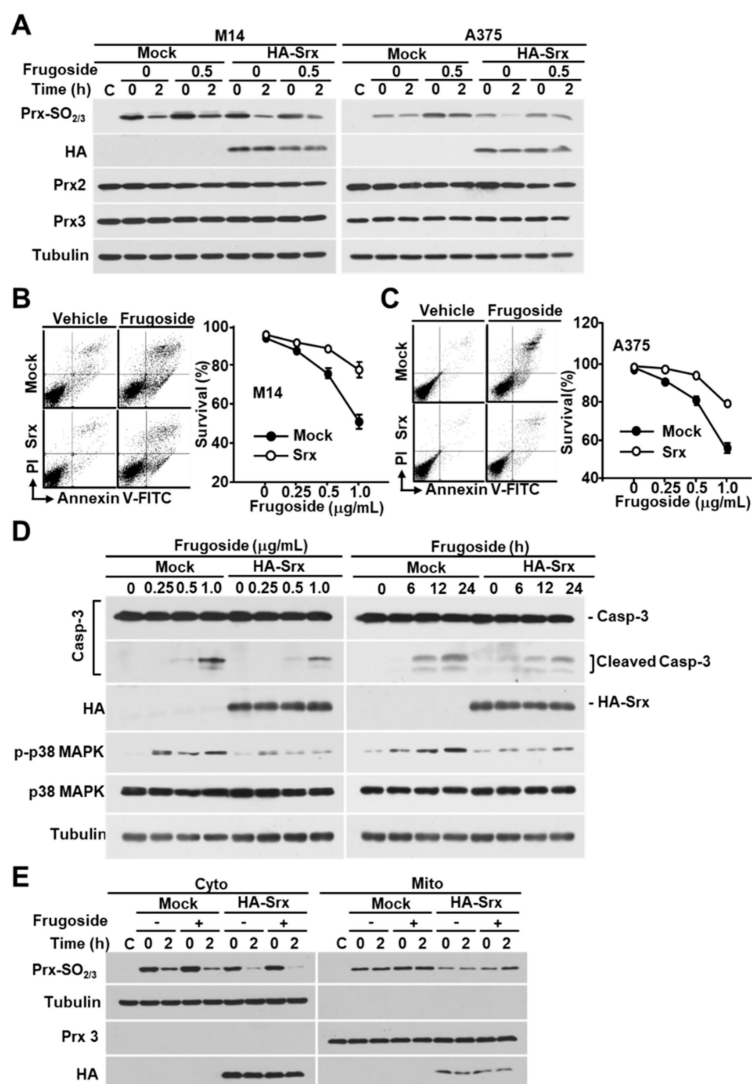 A
M14 A375
Mock HA-Srx Mock HA-Srx
Frugoside 0 0.5 0 0.5 0 0.5 0 0.5
Time (h) C 0 2 0 2 0 2 0 2 C 0 2 0 2 0 2 0 2
Prx-SO2/3
HA
Prx2
Prx3
Tubulin
B
Vehicle Frugoside
Mock
Srx
PI
Annexin V-FITC
Survival (%)
100
80
60
40
20
M14
Mock
Srx
0 0.25 0.5 1.0
Frugoside (μg/mL)
C
Vehicle Frugoside
Mock
Srx
PI
Annexin V-FITC
Survival(%)
120
100
80
60
40
A375
Mock
Srx
0 0.25 0.5 1.0
Frugoside (μg/mL)
D
Frugoside (μg/mL) Frugoside (h)
Mock HA-Srx Mock HA-Srx
0 0.25 0.5 1.0 0 0.25 0.5 1.0 0 6 12 24 0 6 12 24
Casp-3
- Casp-3
Cleaved Casp-3
HA - HA-Srx
p-p38 MAPK
p38 MAPK
Tubulin
E
Cyto Mito
Mock HA-Srx Mock HA-Srx
Frugoside - + - + - + - +
Time (h) C 0 2 0 2 0 2 0 2 C 0 2 0 2 0 2 0 2
Prx-SO2/3
Tubulin
Prx 3
HA